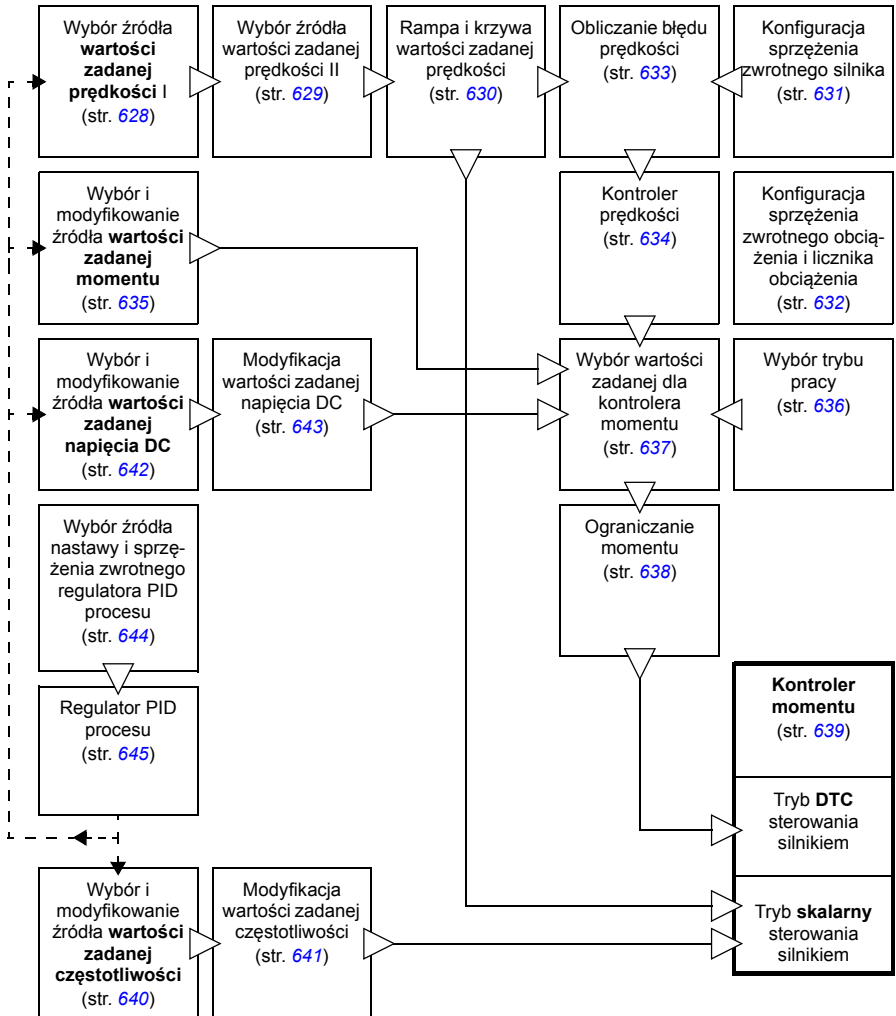 Wybór źródła
wartości
zadanej
prędkości I
(str. 628)
Wybór źródła
wartości zadanej
prędkości II
(str. 629)
Rampa i krzywa
wartości zadanej
prędkości
(str. 630)
Obliczanie błędu
prędkości
(str. 633)
Konfiguracja
sprzężenia
zwrotnego silnika
(str. 631)
Wybór i
modyfikowanie
źródła wartości
zadanej
momentu
(str. 635)
Kontroler
prędkości
(str. 634)
Konfiguracja
sprzężenia
zwrotnego obcią-
żenia i licznika
obciążenia
(str. 632)
Wybór i
modyfikowanie
źródła wartości
zadanej
napięcia DC
(str. 642)
Modyfikacja
wartości zadanej
napięcia DC
(str. 643)
Wybór wartości
zadanej dla
kontrolera
momentu
(str. 637)
Wybór trybu
pracy
(str. 636)
Wybór źródła
nastawy i sprzę-
żenia zwrotnego
regulatora PID
procesu
(str. 644)
Ograniczanie
momentu
(str. 638)
Regulator PID
procesu
(str. 645)
Kontroler
momentu
(str. 639)
Tryb DTC
sterowania
silnikiem
Wybór i
modyfikowanie
źródła wartości
zadanej
częstotliwości
(str. 640)
Modyfikacja
wartości zadanej
częstotliwości
(str. 641)
Tryb skalarny
sterowania
silnikiem